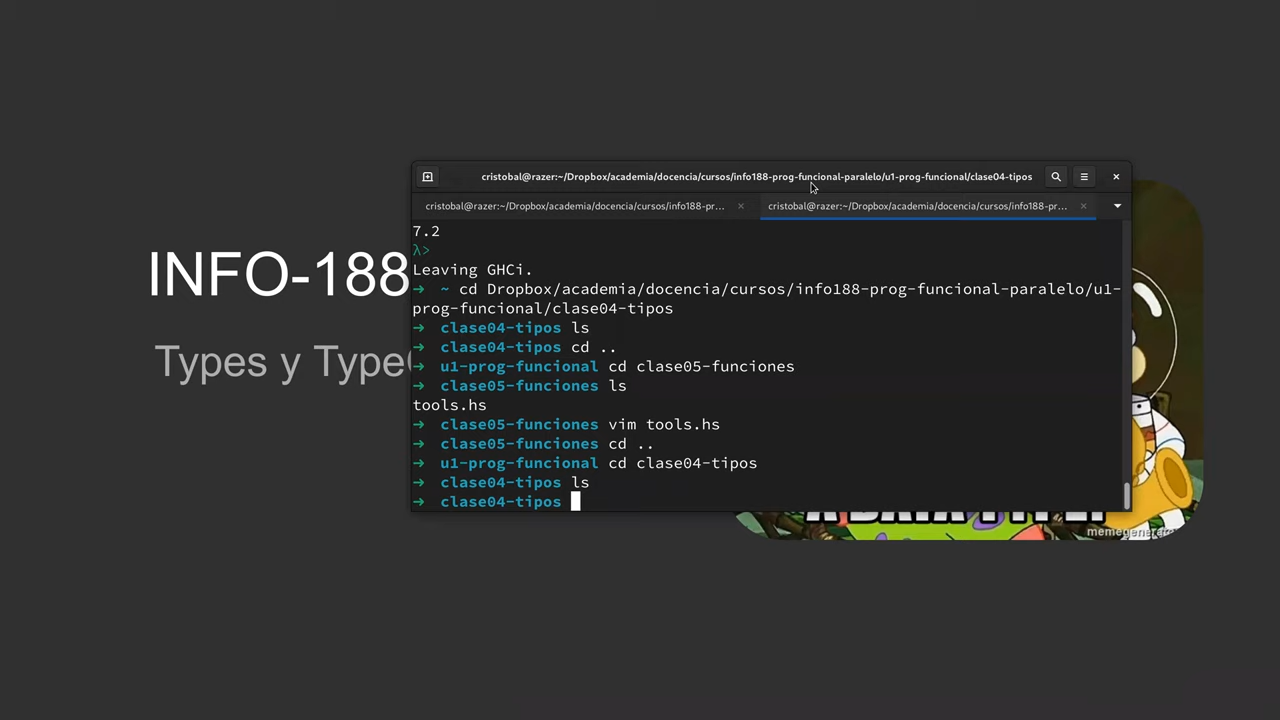 cristobal@razer:~/Dropbox/academia/docencia/cursos/info188-prog-funcional-paralelo/u1-prog-funcional/clase04-tipos
cristobal@razer:~/Dropbox/academia/docencia/cursos/info188-pr… cristobal@razer:~/Dropbox/academia/docencia/cursos/info188-pr…
7.2
λ>
Leaving GHCi.
→ ~ cd Dropbox/academia/docencia/cursos/info188-prog-funcional-paralelo/u1-
prog-funcional/clase04-tipos
→ clase04-tipos ls
→ clase04-tipos cd ..
→ u1-prog-funcional cd clase05-funciones
→ clase05-funciones ls
tools.hs
→ clase05-funciones vim tools.hs
→ clase05-funciones cd ..
→ u1-prog-funcional cd clase04-tipos
→ clase04-tipos ls
→ clase04-tipos
INFO-188
Types y Type